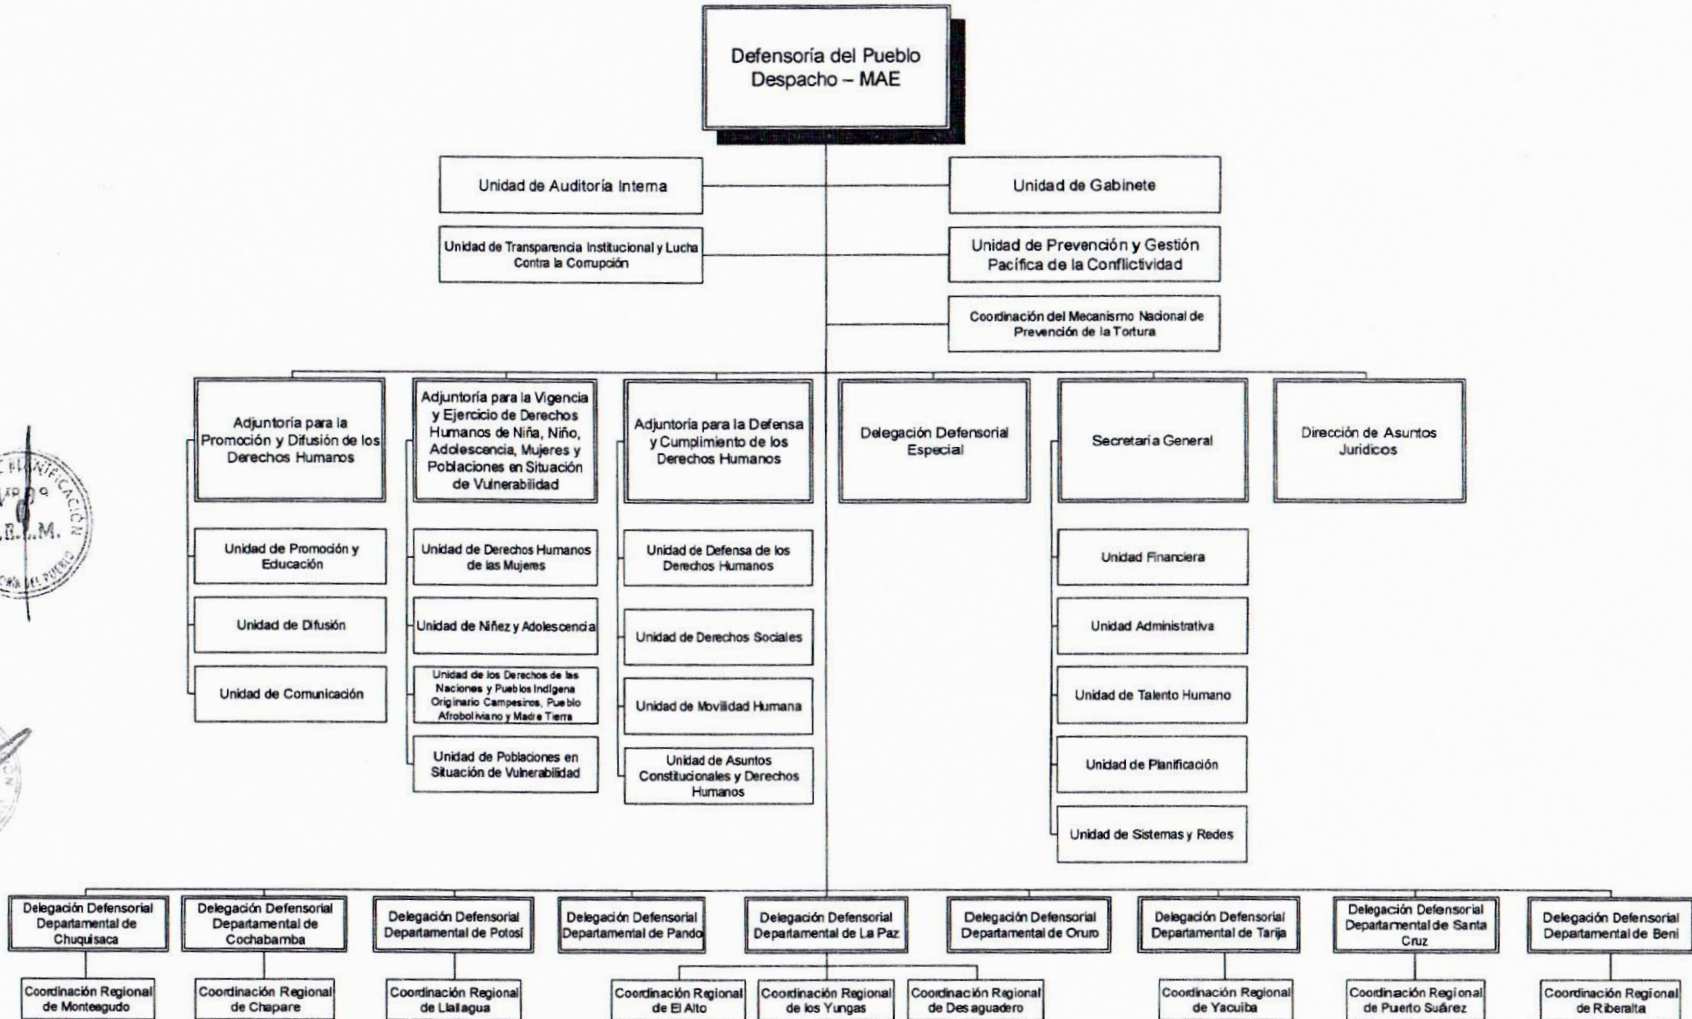 Defensoría del Pueblo
Despacho – MAE
Unidad de Auditoría Interna
Unidad de Gabinete
Unidad de Transparencia Institucional y Lucha
Contra la Corrupción
Unidad de Prevención y Gestión
Pacífica de la Conflictividad
Coordinación del Mecanismo Nacional de
Prevención de la Tortura
Adjuntoría para la
Promoción y Difusión de los
Derechos Humanos
Adjuntoría para la Vigencia
y Ejercicio de Derechos
Humanos de Niña, Niño,
Adolescencia, Mujeres y
Poblaciones en Situación
de Vulnerabilidad
Adjuntoría para la Defensa
y Cumplimiento de los
Derechos Humanos
Delegación Defensorial
Especial
Secretaría General
Dirección de Asuntos
Jurídicos
Unidad de Promoción y
Educación
Unidad de Difusión
Unidad de Comunicación
Unidad de Derechos Humanos
de las Mujeres
Unidad de Niñez y Adolescencia
Unidad de los Derechos de las
Naciones y Pueblos Indígena
Originario Campesinos, Pueblo
Afroboliviano y Madre Tierra
Unidad de Poblaciones en
Situación de Vulnerabilidad
Unidad de Defensa de los
Derechos Humanos
Unidad de Derechos Sociales
Unidad de Movilidad Humana
Unidad de Asuntos
Constitucionales y Derechos
Humanos
Unidad Financiera
Unidad Administrativa
Unidad de Talento Humano
Unidad de Planificación
Unidad de Sistemas y Redes
Delegación Defensorial
Departamental de
Chuquisaca
Delegación Defensorial
Departamental de
Cochabamba
Delegación Defensorial
Departamental de Potosí
Delegación Defensorial
Departamental de Pando
Delegación Defensorial
Departamental de La Paz
Delegación Defensorial
Departamental de Oruro
Delegación Defensorial
Departamental de Tarija
Delegación Defensorial
Departamental de Santa
Cruz
Delegación Defensorial
Departamental de Beni
Coordinación Regional
de Monteagudo
Coordinación Regional
de Chapare
Coordinación Regional
de Llallagua
Coordinación Regional
de El Alto
Coordinación Regional
de los Yungas
Coordinación Regional
de Desaguadero
Coordinación Regional
de Yacuiba
Coordinación Regional
de Puerto Suárez
Coordinación Regional
de Riberalta